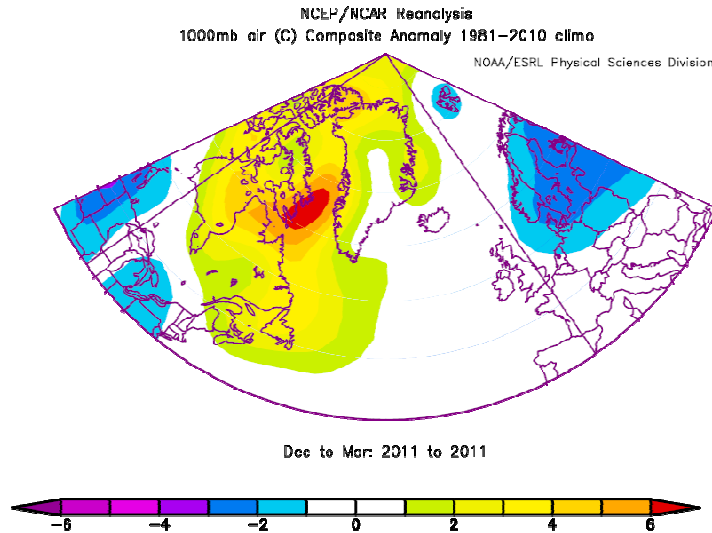 NCEP/NCAR Reanalysis
1000mb air (C) Composite Anomaly 1981-2010 climo
NOAA/ESRL Physical Sciences Division
Dec to Mar: 2011 to 2011
-6 -4 -2 0 2 4 6